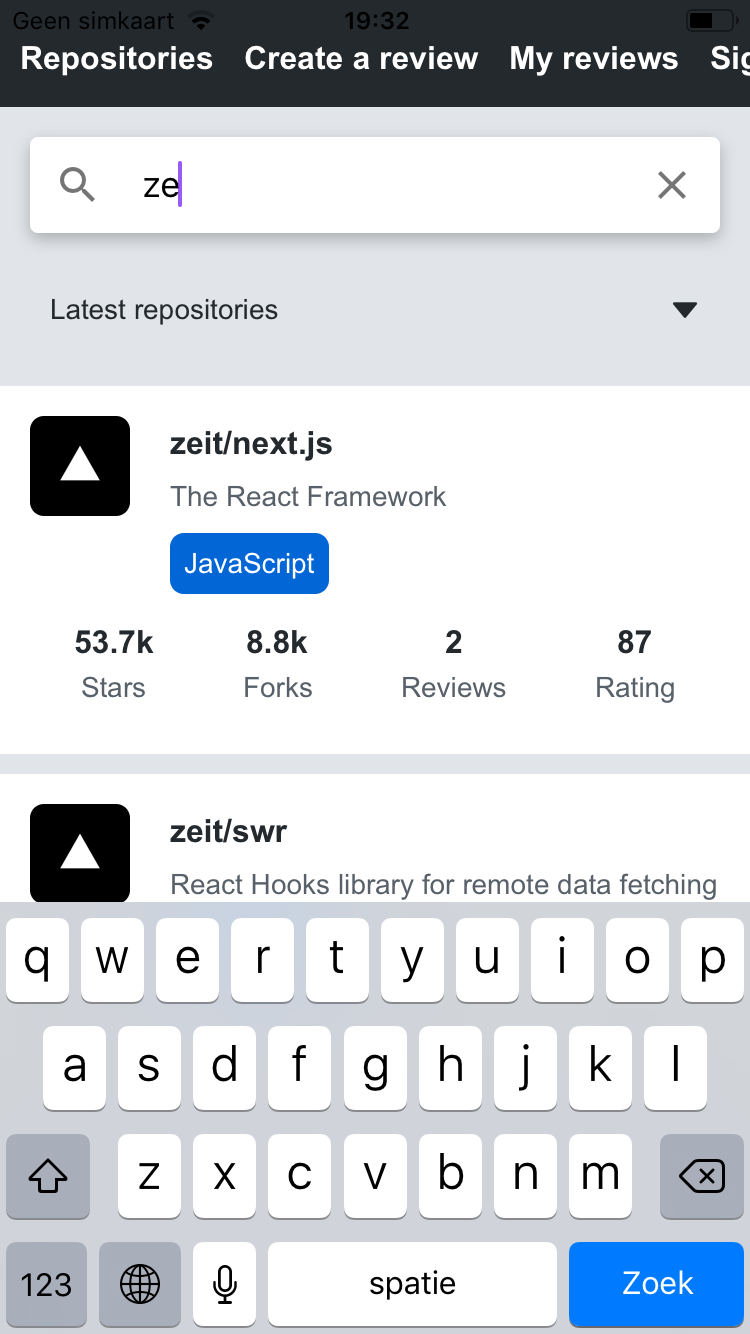 Geen simkaart 19:32
Repositories Create a review My reviews Sig
ze
Latest repositories
zeit/next.js
The React Framework
JavaScript
53.7k 8.8k 2 87
Stars Forks Reviews Rating
zeit/swr
React Hooks library for remote data fetching
q w e r t y u i o p
a s d f g h j k l
z x c v b n m
123 spatie Zoek